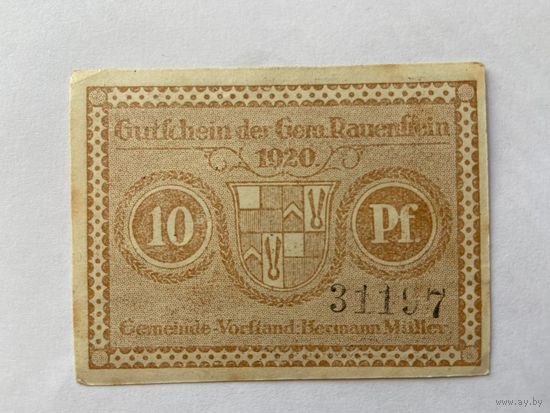 Gutschein der Gem. Rauenstein
1920
10 Pf.
31197
Gemeinde-Vorstand: Hermann Müller.
www.ay.by